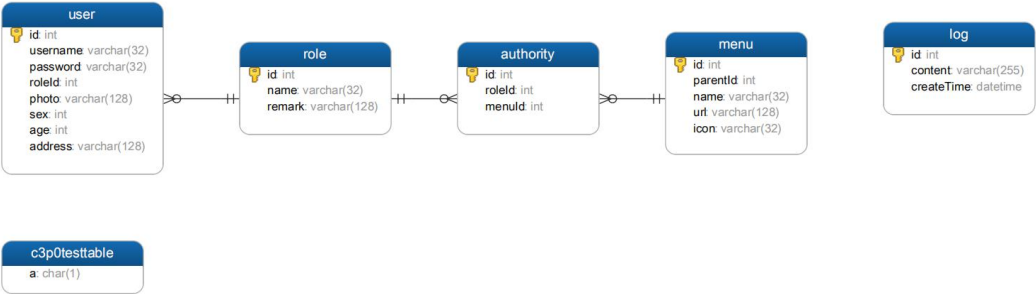 user
id: int
username: varchar(32)
password: varchar(32)
roleId: int
photo: varchar(128)
sex: int
age: int
address: varchar(128)
role
id: int
name: varchar(32)
remark: varchar(128)
authority
id: int
roleId: int
menuId: int
menu
id: int
parentId: int
name: varchar(32)
url: varchar(128)
icon: varchar(32)
log
id: int
content: varchar(255)
createTime: datetime
c3p0testtable
a: char(1)